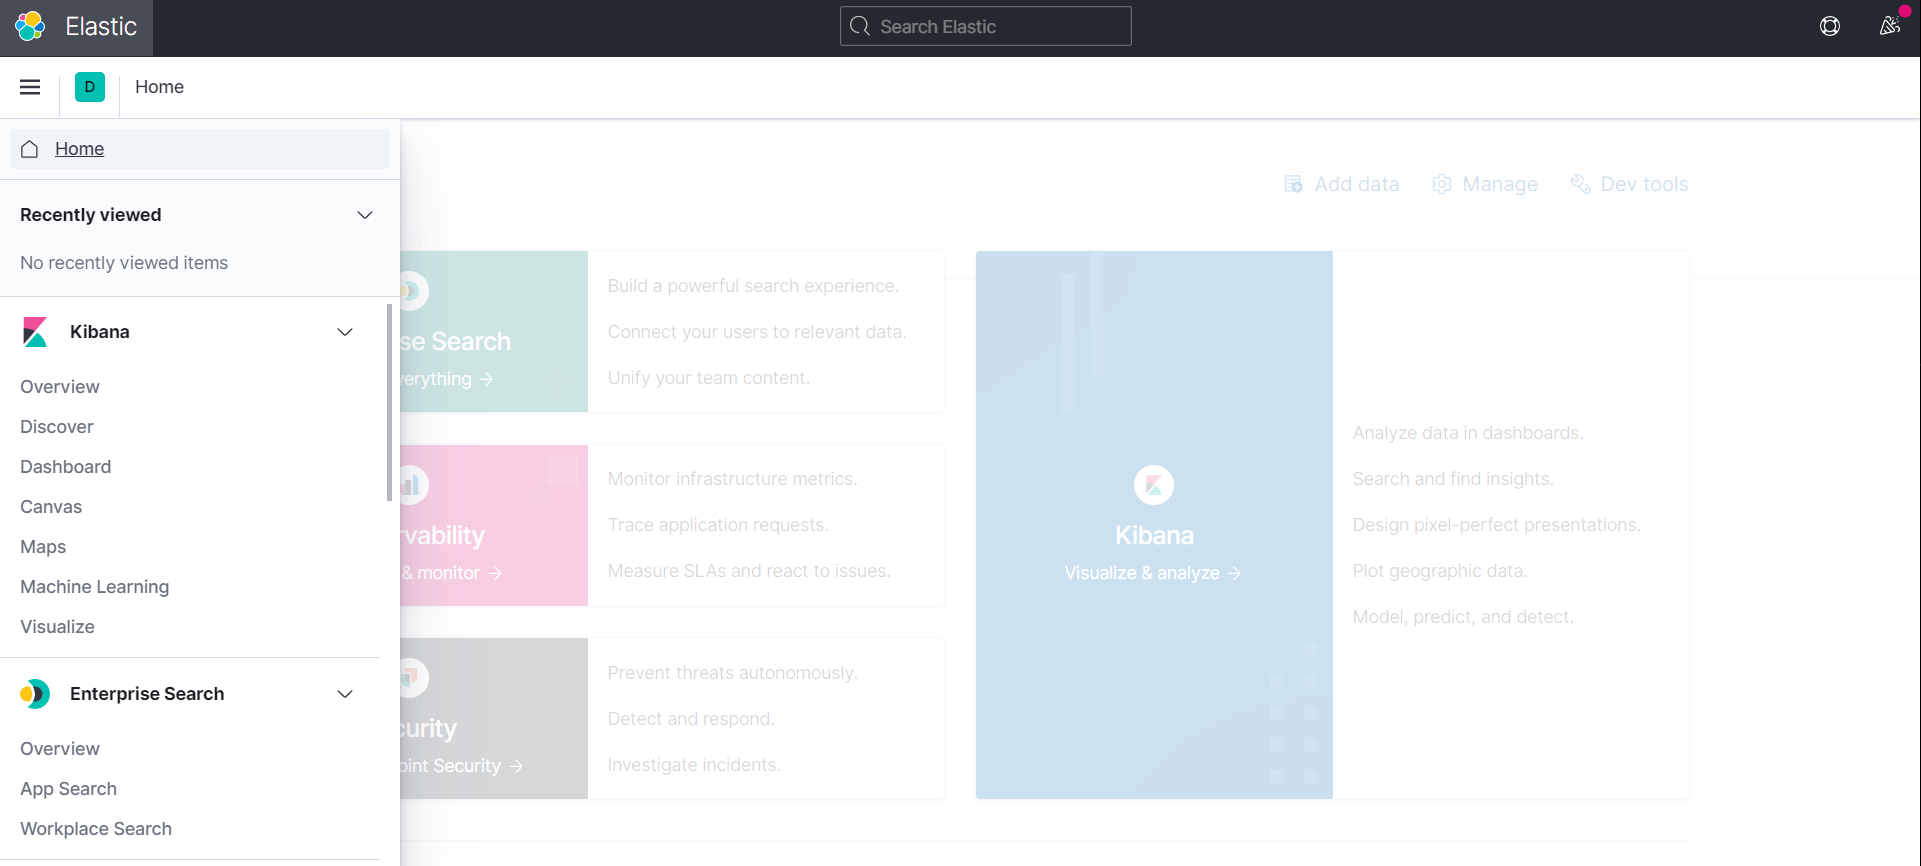 Elastic
Search Elastic
D
Home
Home
Recently viewed
No recently viewed items
Kibana
Overview
Discover
Dashboard
Canvas
Maps
Machine Learning
Visualize
Enterprise Search
Overview
App Search
Workplace Search
Add data
Manage
Dev tools
se Search
verything →
Build a powerful search experience.
Connect your users to relevant data.
Unify your team content.
rvability
& monitor →
Monitor infrastructure metrics.
Trace application requests.
Measure SLAs and react to issues.
curity
oint Security →
Prevent threats autonomously.
Detect and respond.
Investigate incidents.
Kibana
Visualize & analyze →
Analyze data in dashboards.
Search and find insights.
Design pixel-perfect presentations.
Plot geographic data.
Model, predict, and detect.